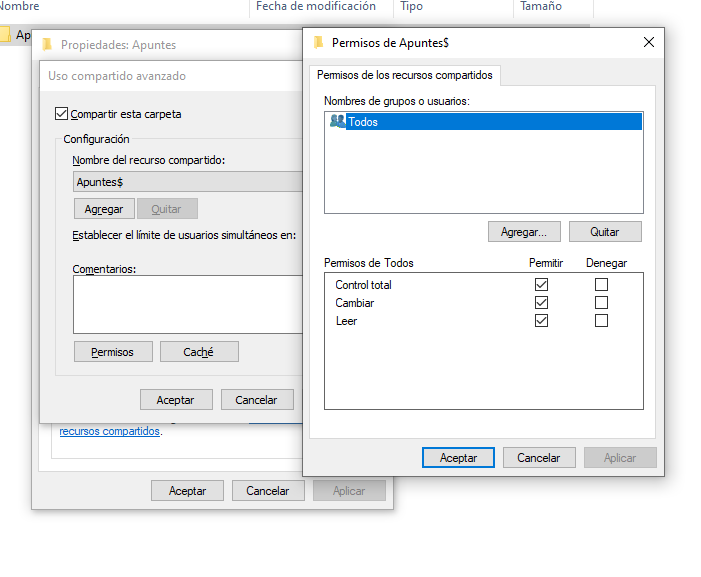 Nombre Fecha de modificación Tipo Tamaño
Ap
Propiedades: Apuntes
Uso compartido avanzado
Compartir esta carpeta
Configuración
Nombre del recurso compartido:
Apuntes$
Agregar Quitar
Establecer el límite de usuarios simultáneos en:
Comentarios:
Permisos Caché
Aceptar Cancelar
recursos compartidos.
Aceptar Cancelar Aplicar
Permisos de Apuntes$
Permisos de los recursos compartidos
Nombres de grupos o usuarios:
Todos
Agregar... Quitar
Permisos de Todos Permitir Denegar
Control total
Cambiar
Leer
Aceptar Cancelar Aplicar